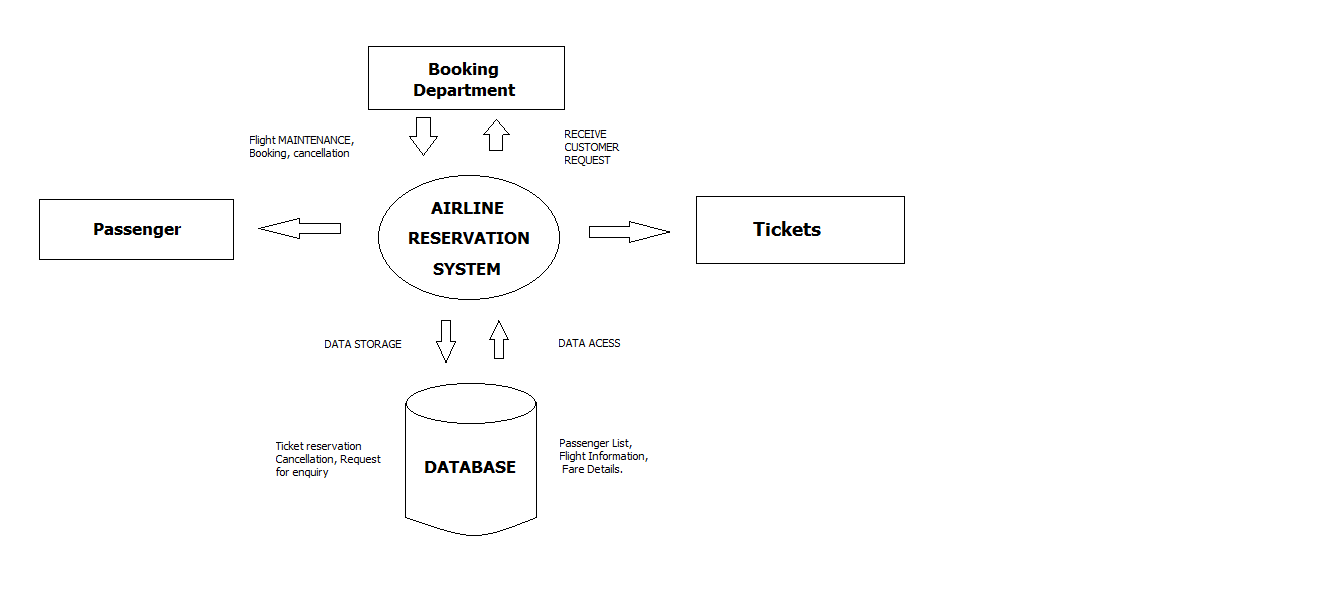 Booking
Department
Flight MAINTENANCE,
Booking, cancellation
RECEIVE
CUSTOMER
REQUEST
Passenger
AIRLINE
RESERVATION
SYSTEM
Tickets
DATA STORAGE
DATA ACESS
Ticket reservation
Cancellation, Request
for enquiry
DATABASE
Passenger List,
Flight Information,
Fare Details.